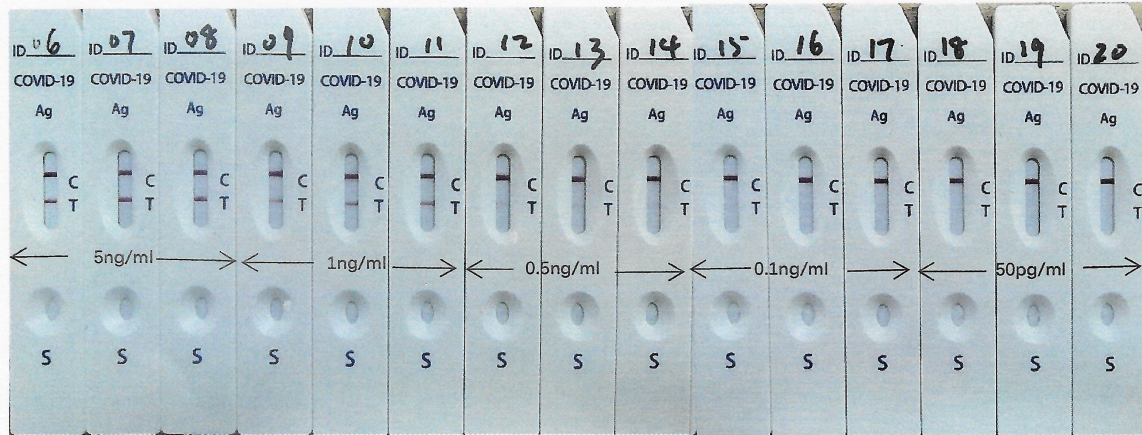 ID 06 ID 07 ID 08 ID 09 ID 10 ID 11 ID 12 ID 13 ID 14 ID 15 ID 16 ID 17 ID 18 ID 19 ID 20
COVID-19 COVID-19 COVID-19 COVID-19 COVID-19 COVID-19 COVID-19 COVID-19 COVID-19 COVID-19 COVID-19 COVID-19 COVID-19 COVID-19 COVID-19
Ag Ag Ag Ag Ag Ag Ag Ag Ag Ag Ag Ag Ag Ag Ag
C C C C C C C C C C C C C C C
T T T T T T T T T T T T T T T
5ng/ml 1ng/ml 0.5ng/ml 0.1ng/ml 50pg/ml
S S S S S S S S S S S S S S S